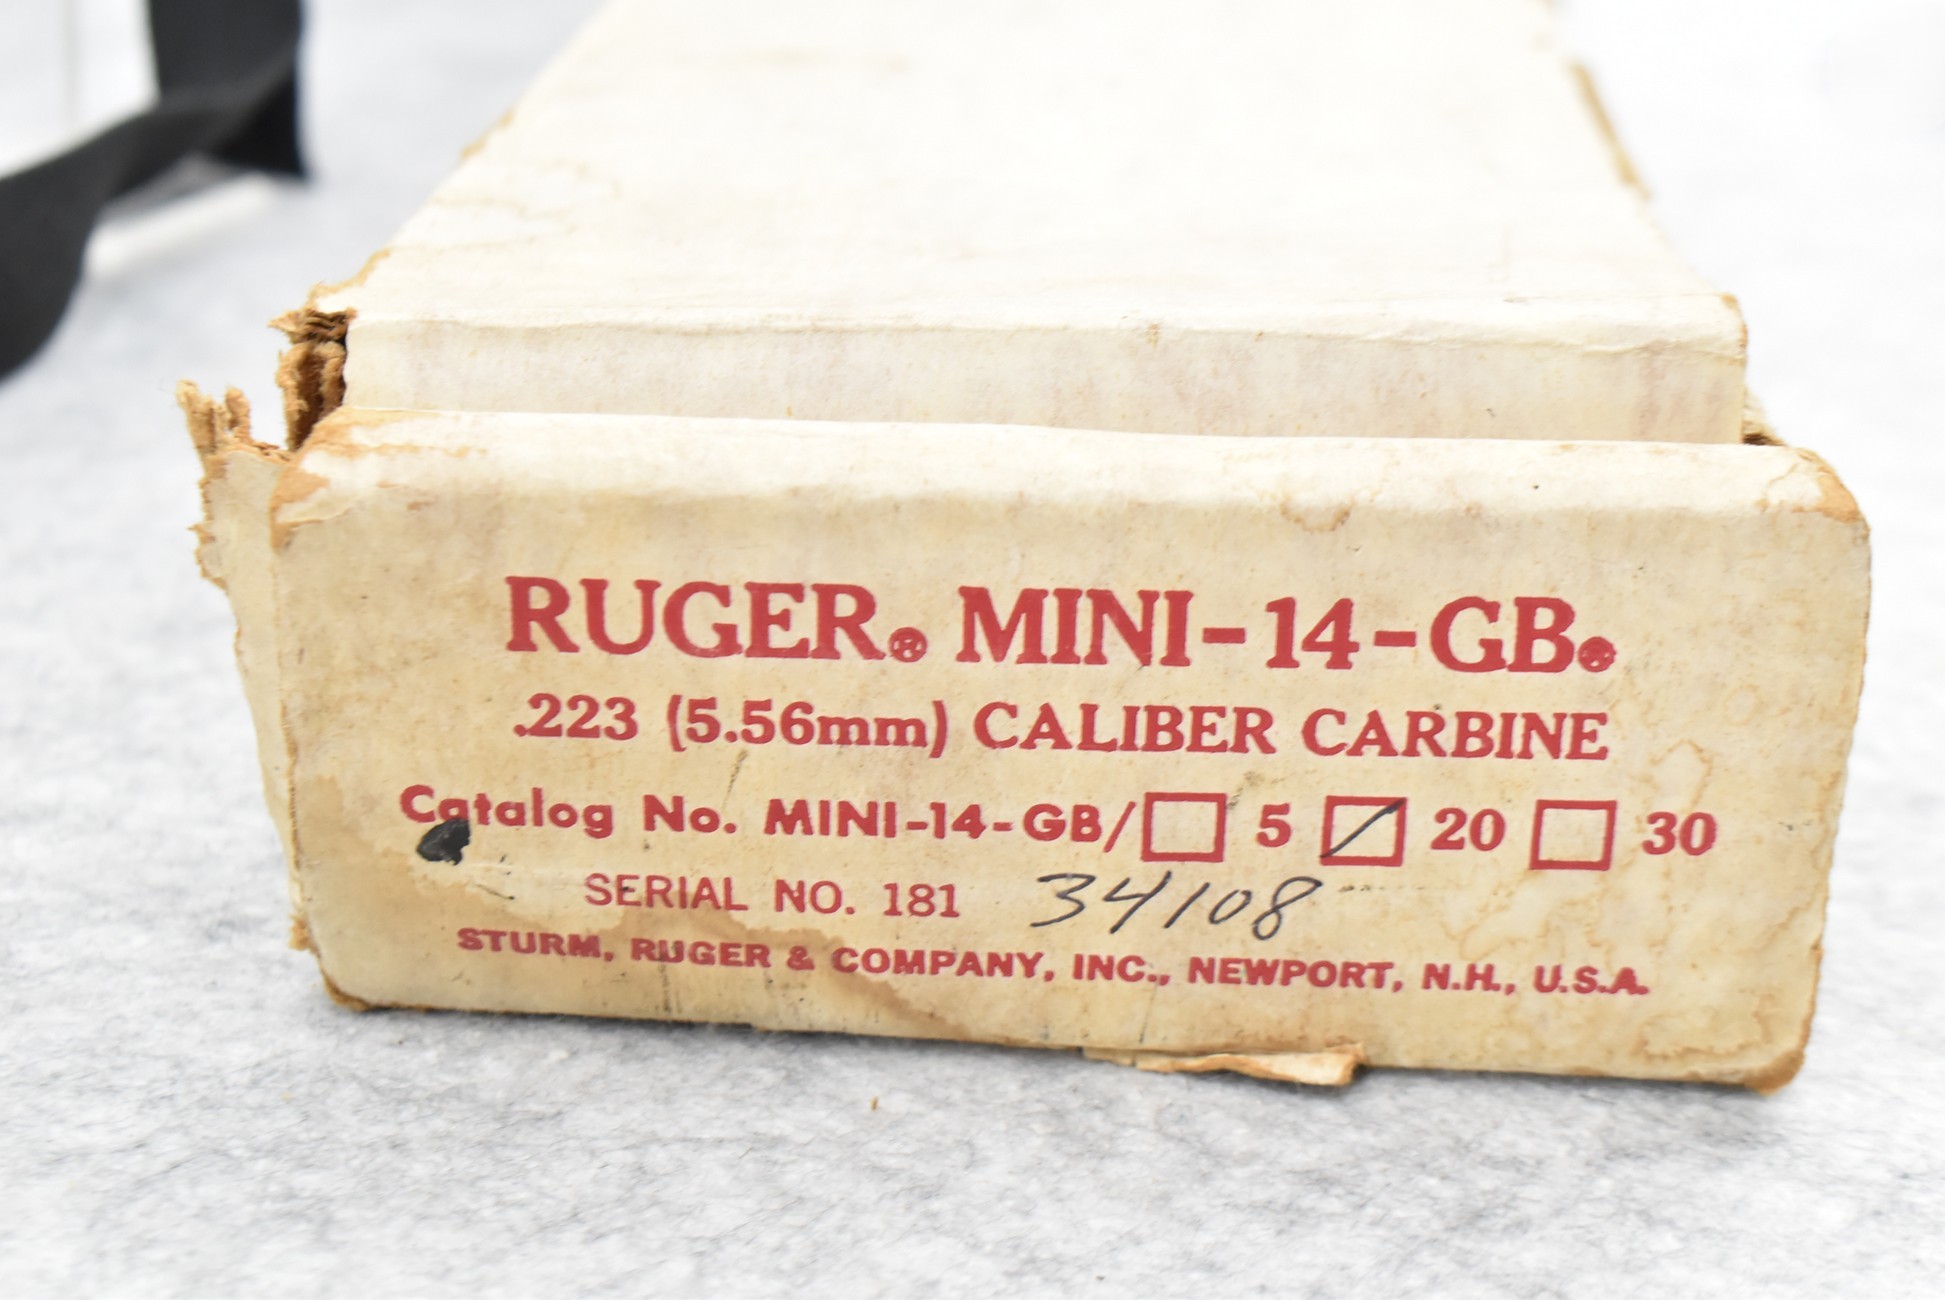 RUGER® MINI-14-GB®
.223 (5.56mm) CALIBER CARBINE
Catalog No. MINI-14-GB/ 5 20 30
SERIAL NO. 181 34108
STURM, RUGER & COMPANY, INC., NEWPORT, N.H., U.S.A.